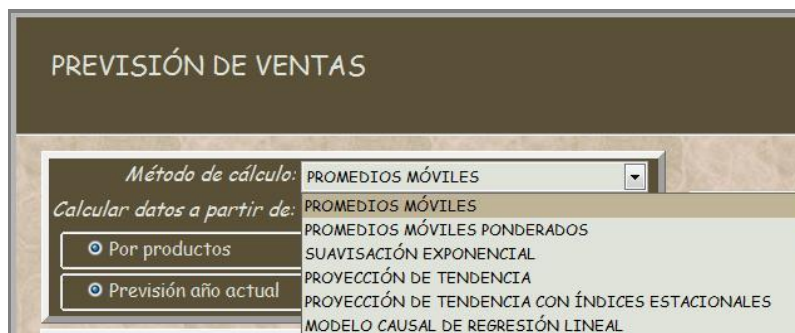 PREVISIÓN DE VENTAS
Método de cálculo: PROMEDIOS MÓVILES
Calcular datos a partir de: PROMEDIOS MÓVILES
PROMEDIOS MÓVILES PONDERADOS
Por productos
SUAVISACIÓN EXPONENCIAL
PROYECCIÓN DE TENDENCIA
Previsión año actual
PROYECCIÓN DE TENDENCIA CON ÍNDICES ESTACIONALES
MODELO CAUSAL DE REGRESIÓN LINEAL